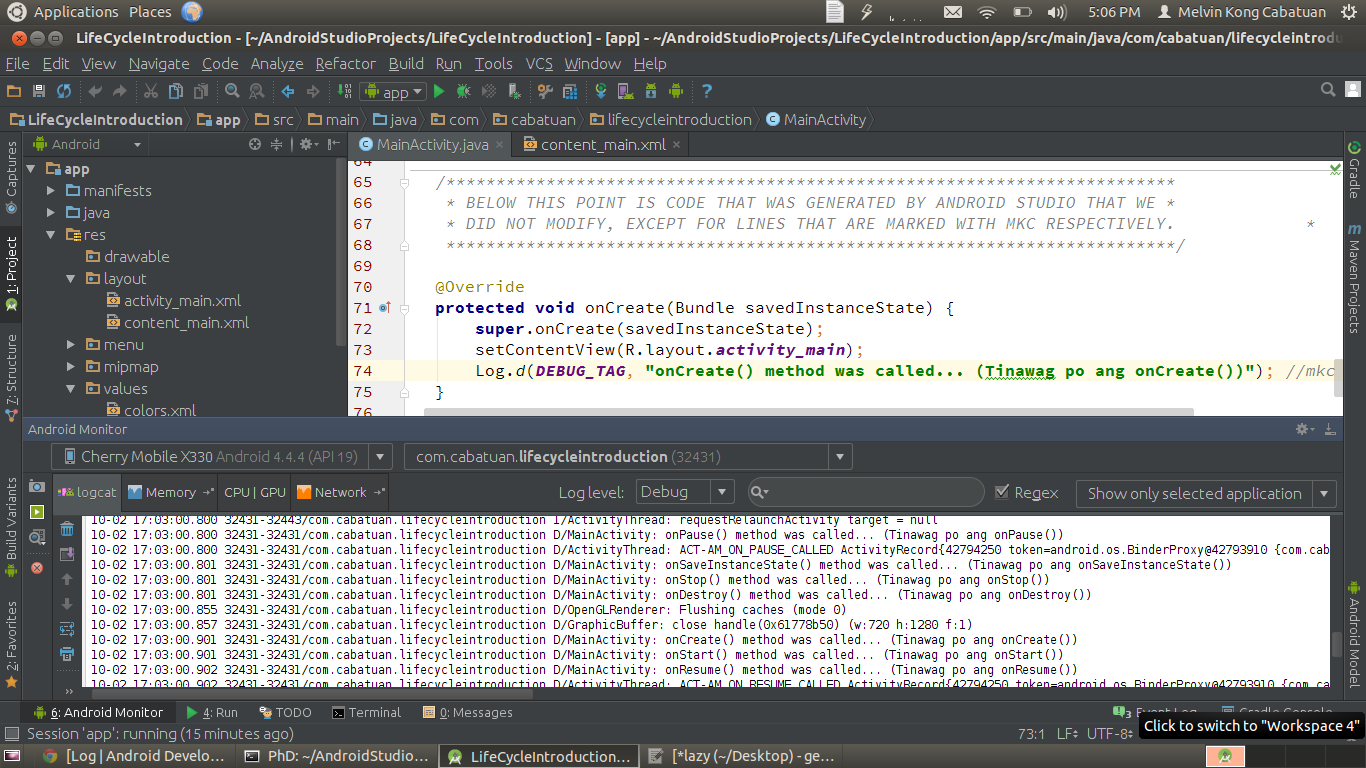 Applications Places 5:06 PM Melvin Kong Cabatuan
LifeCycleIntroduction - [~/AndroidStudioProjects/LifeCycleIntroduction] - [app] - ~/AndroidStudioProjects/LifeCycleIntroduction/app/src/main/java/com/cabatuan/lifecycleintrodu
File Edit View Navigate Code Analyze Refactor Build Run Tools VCS Window Help
app
LifeCycleIntroduction app src main java com cabatuan lifecycleintroduction MainActivity
Captures
1: Project
7: Structure
Build Variants
2: Favorites
Android
app
manifests
java
res
drawable
layout
activity_main.xml
content_main.xml
menu
mipmap
values
colors.xml
MainActivity.java content_main.xml
64
65 /*************************************************************************
66 * BELOW THIS POINT IS CODE THAT WAS GENERATED BY ANDROID STUDIO THAT WE *
67 * DID NOT MODIFY, EXCEPT FOR LINES THAT ARE MARKED WITH MKC RESPECTIVELY. *
68 *************************************************************************/
69
70 @Override
71 protected void onCreate(Bundle savedInstanceState) {
72 super.onCreate(savedInstanceState);
73 setContentView(R.layout.activity_main);
74 Log.d(DEBUG_TAG, "onCreate() method was called... (Tinawag po ang onCreate())"); //mkc
75 }
76
Gradle
Maven Projects
Android Model
Android Monitor
Cherry Mobile X330 Android 4.4.4 (API 19) com.cabatuan.lifecycleintroduction (32431)
logcat Memory CPU | GPU Network Log level: Debug Regex Show only selected application
10-02 17:03:00.800 32431-32443/com.cabatuan.lifecycleintroduction I/ActivityThread: requestRelaunchActivity target = null
10-02 17:03:00.800 32431-32431/com.cabatuan.lifecycleintroduction D/MainActivity: onPause() method was called... (Tinawag po ang onPause())
10-02 17:03:00.800 32431-32431/com.cabatuan.lifecycleintroduction D/ActivityThread: ACT-AM_ON_PAUSE_CALLED ActivityRecord{42794250 token=android.os.BinderProxy@42793910 {com.cab
10-02 17:03:00.801 32431-32431/com.cabatuan.lifecycleintroduction D/MainActivity: onSaveInstanceState() method was called... (Tinawag po ang onSaveInstanceState())
10-02 17:03:00.801 32431-32431/com.cabatuan.lifecycleintroduction D/MainActivity: onStop() method was called... (Tinawag po ang onStop())
10-02 17:03:00.801 32431-32431/com.cabatuan.lifecycleintroduction D/MainActivity: onDestroy() method was called... (Tinawag po ang onDestroy())
10-02 17:03:00.855 32431-32431/com.cabatuan.lifecycleintroduction D/OpenGLRenderer: Flushing caches (mode 0)
10-02 17:03:00.857 32431-32431/com.cabatuan.lifecycleintroduction D/GraphicBuffer: close handle(0x61778b50) (w:720 h:1280 f:1)
10-02 17:03:00.901 32431-32431/com.cabatuan.lifecycleintroduction D/MainActivity: onCreate() method was called... (Tinawag po ang onCreate())
10-02 17:03:00.901 32431-32431/com.cabatuan.lifecycleintroduction D/MainActivity: onStart() method was called... (Tinawag po ang onStart())
10-02 17:03:00.902 32431-32431/com.cabatuan.lifecycleintroduction D/MainActivity: onResume() method was called... (Tinawag po ang onResume())
10-02 17:03:00.902 32431-32431/com.cabatuan.lifecycleintroduction D/ActivityThread: ACT-AM_ON_RESUME_CALLED ActivityRecord{42794250 token=android.os.BinderProxy@42793910 {com.ca
6: Android Monitor 4: Run TODO Terminal 0: Messages 3 Event Log Gradle Console
Session 'app': running (15 minutes ago) 73:1 LF UTF-8
Click to switch to "Workspace 4"
[Log | Android Develo... PhD: ~/AndroidStudio... LifeCycleIntroduction... [*lazy (~/Desktop) - ge...